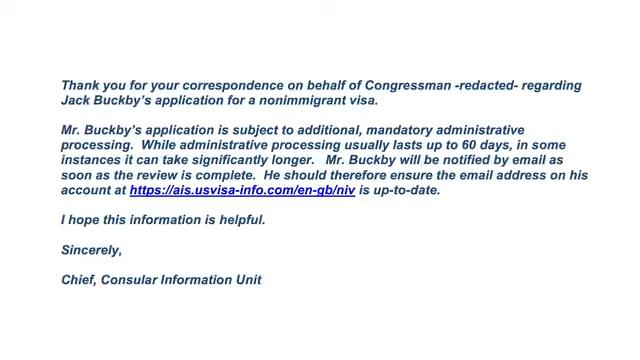 Thank you for your correspondence on behalf of Congressman -redacted- regarding
Jack Buckby's application for a nonimmigrant visa.
Mr. Buckby's application is subject to additional, mandatory administrative
processing.  While administrative processing usually lasts up to 60 days, in some
instances it can take significantly longer.   Mr. Buckby will be notified by email as
soon as the review is complete.  He should therefore ensure the email address on his
account at https://ais.usvisa-info.com/en-gb/niv is up-to-date.
I hope this information is helpful.
Sincerely,
Chief, Consular Information Unit